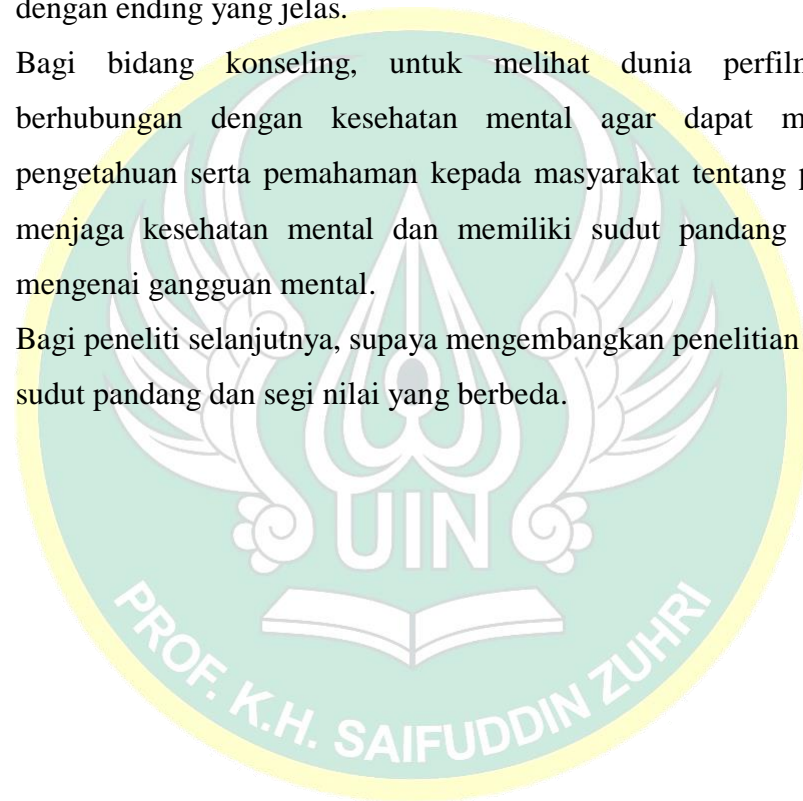 dengan ending yang jelas.
Bagi bidang konseling, untuk melihat dunia
berhubungan dengan kesehatan mental agar dapat
pengetahuan serta pemahaman kepada masyarakat tentang
menjaga kesehatan mental dan memiliki sudut pandang
mengenai gangguan mental.
Bagi peneliti selanjutnya, supaya mengembangkan penelitian
sudut pandang dan segi nilai yang berbeda.
UIN
PROF. K.H. SAIFUDDIN ZUHRI